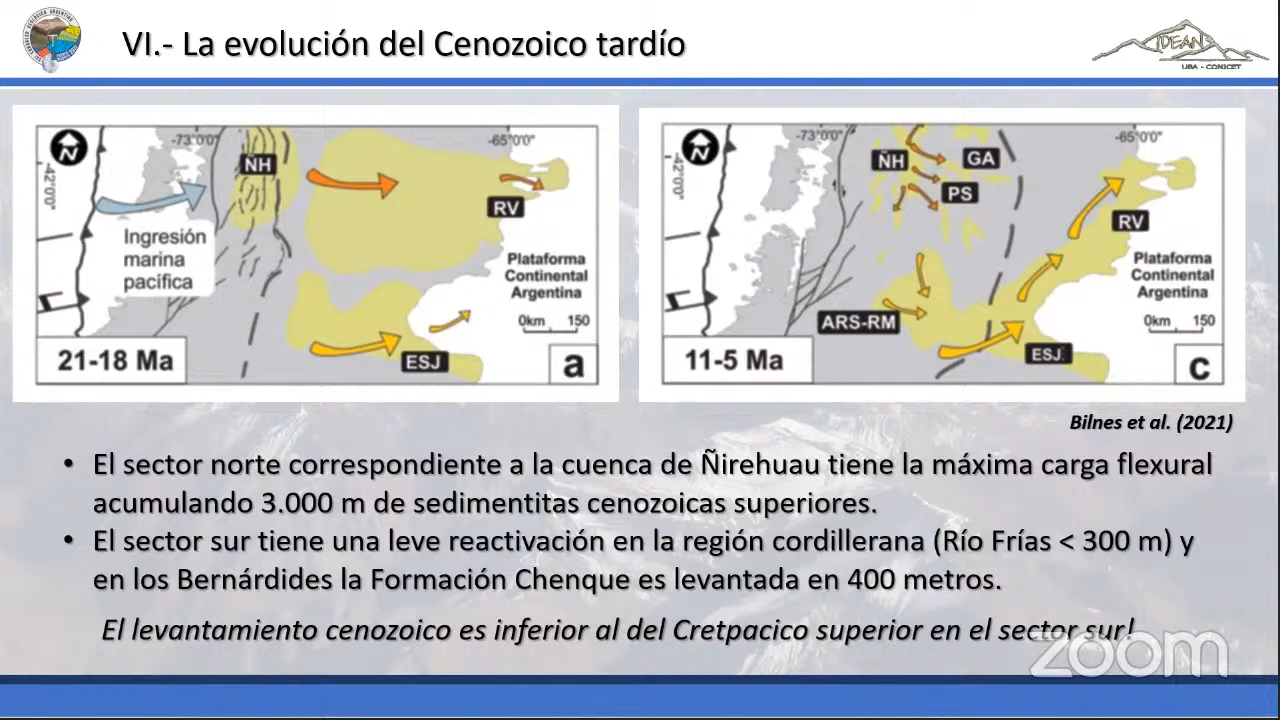 VI.- La evolución del Cenozoico tardío
IDEAN
UBA - CONICET
N
-73°0'0"
-65°0'0"
-42°0'0"
ÑH
RV
Ingresión
marina
pacífica
Plataforma
Continental
Argentina
0km 150
ESJ
21-18 Ma
a
N
-73°0'0"
-65°0'0"
-42°0'0"
ÑH
GA
PS
RV
Plataforma
Continental
Argentina
0km 150
ARS-RM
ESJ
11-5 Ma
c
Bilnes et al. (2021)
• El sector norte correspondiente a la cuenca de Ñirehuau tiene la máxima carga flexural
acumulando 3.000 m de sedimentitas cenozoicas superiores.
• El sector sur tiene una leve reactivación en la región cordillerana (Río Frías < 300 m) y
en los Bernárdides la Formación Chenque es levantada en 400 metros.
El levantamiento cenozoico es inferior al del Cretpacico superior en el sector sur!
zoom